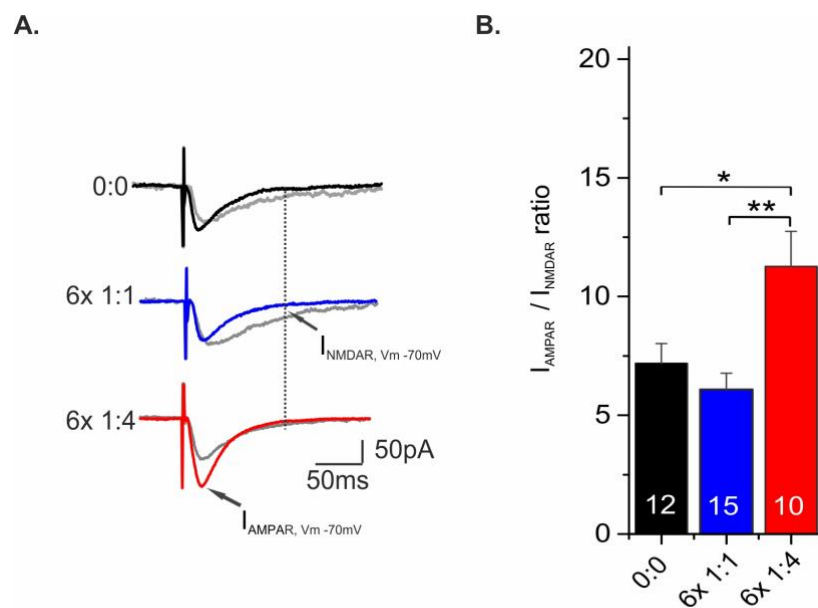 A.
0:0
6x 1:1
I NMDAR, Vm -70mV
6x 1:4
50pA
50ms
I AMPAR, Vm -70mV
B.
I AMPAR / I NMDAR ratio
20
15
10
5
0
*
**
12
15
10
0:0
6x 1:1
6x 1:4